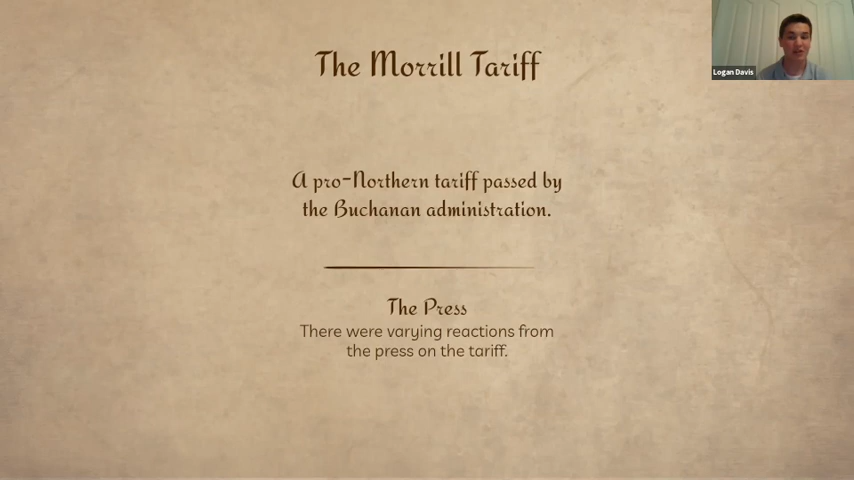 The Morrill Tariff
Logan Davis
A pro-Northern tariff passed by
the Buchanan administration.
The Press
There were varying reactions from
the press on the tariff.